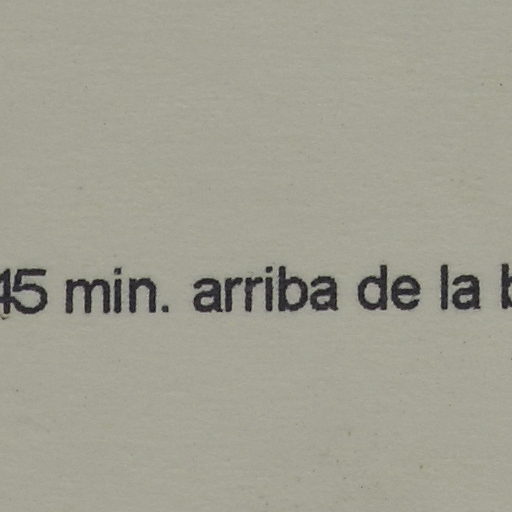 45 min. arriba de la b